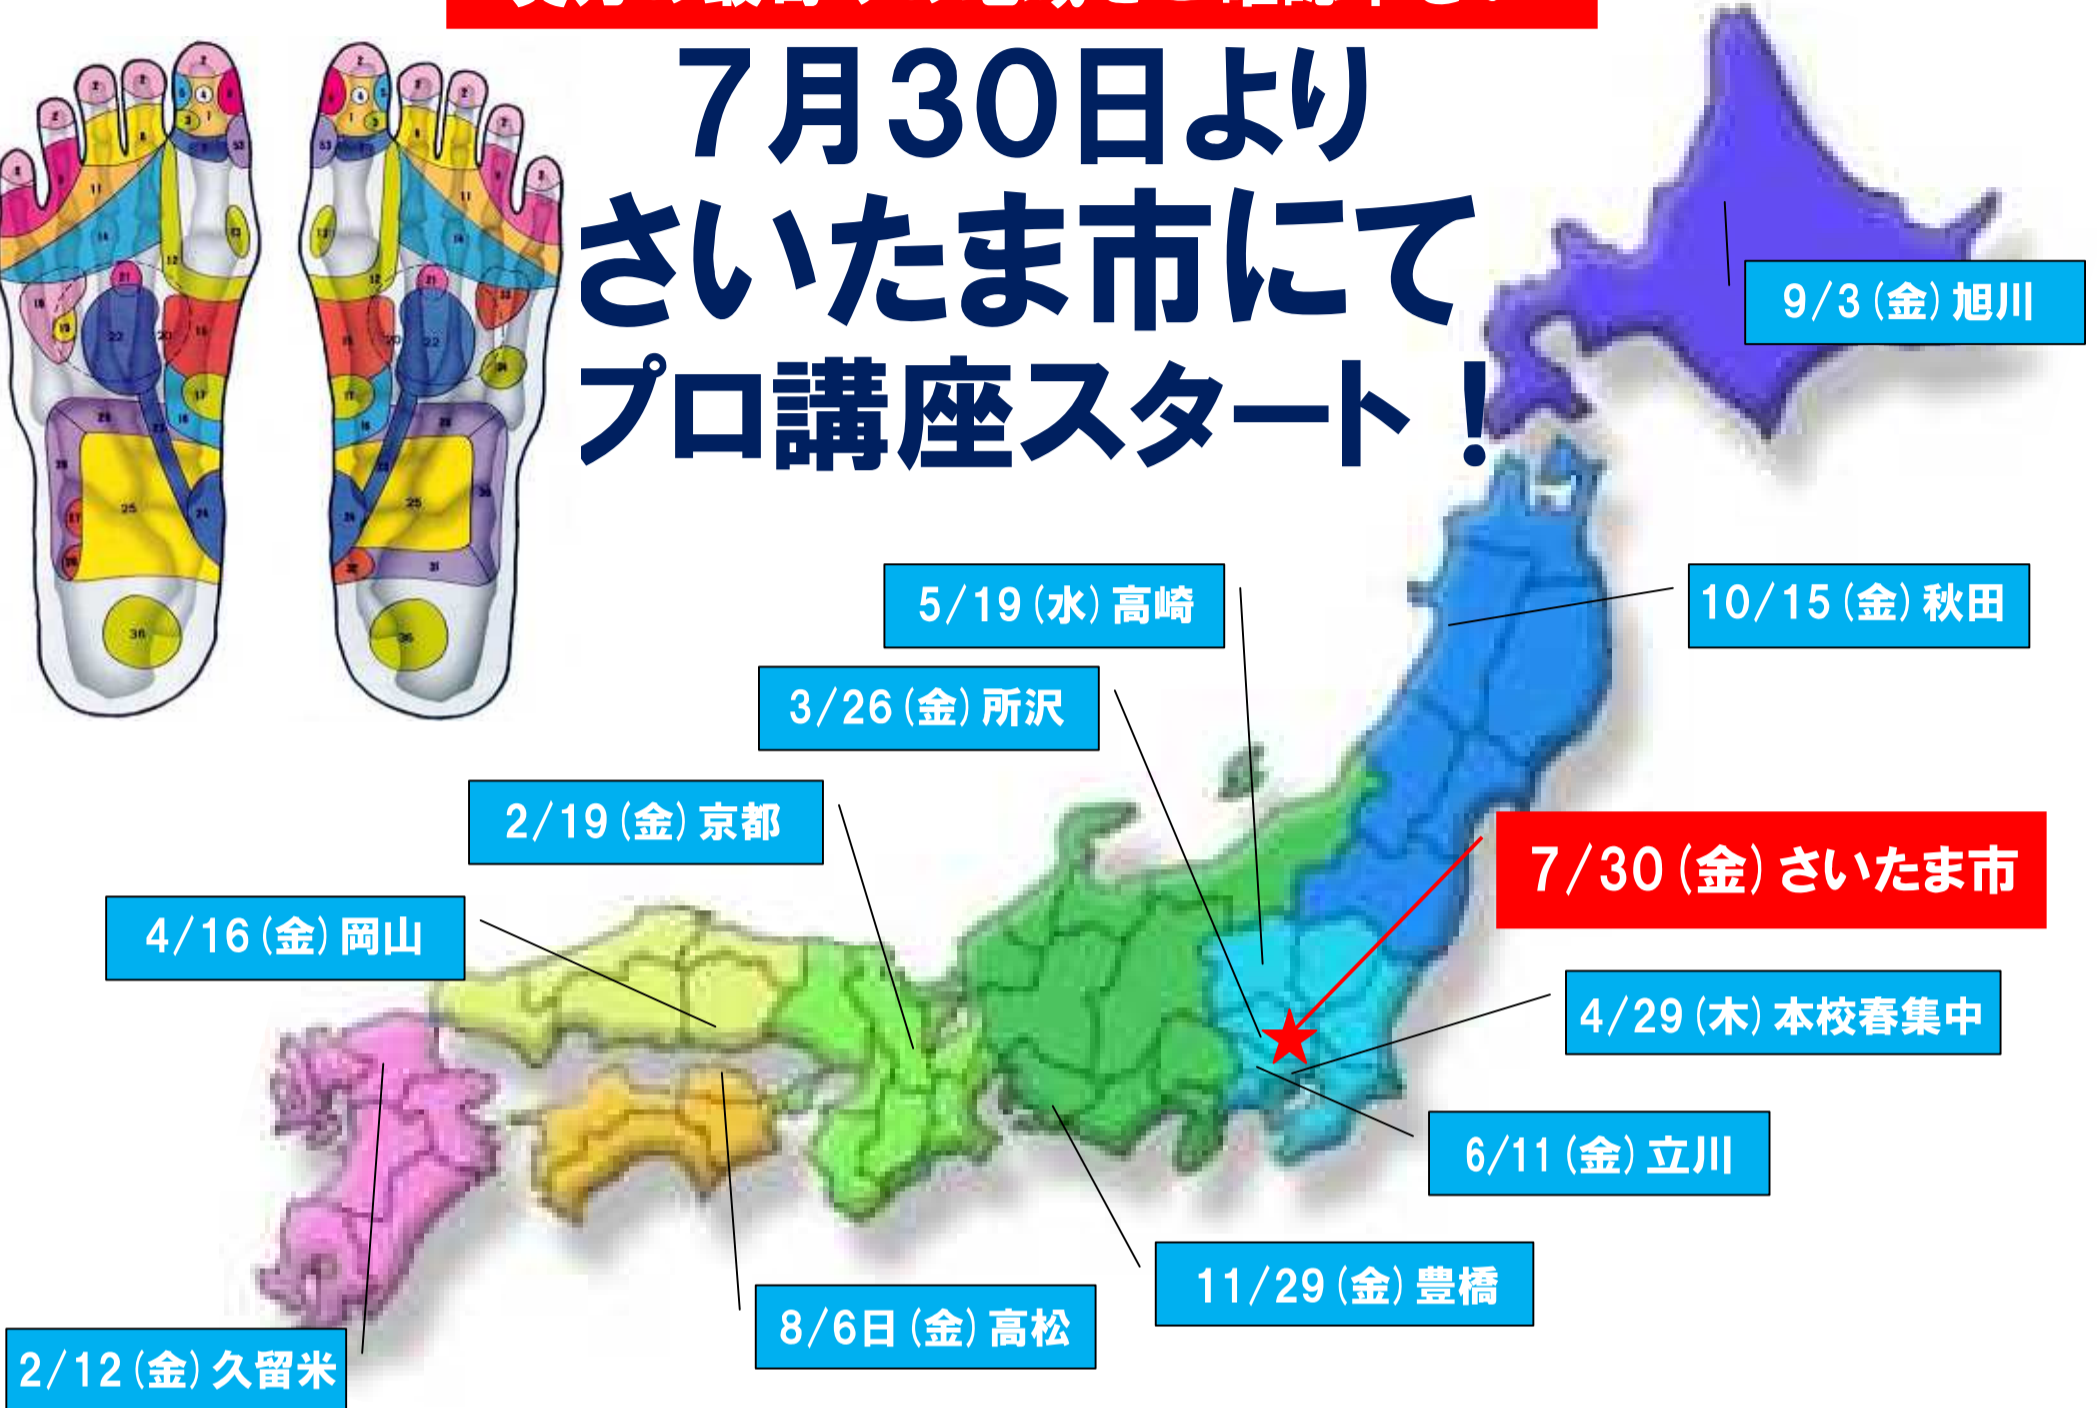 7月30日より
さいたま市にて
プロ講座スタート！
9/3(金)旭川
10/15(金)秋田
5/19(水)高崎
3/26(金)所沢
2/19(金)京都
7/30(金)さいたま市
4/16(金)岡山
4/29(木)本校春集中
6/11(金)立川
11/29(金)豊橋
8/6日(金)高松
2/12(金)久留米